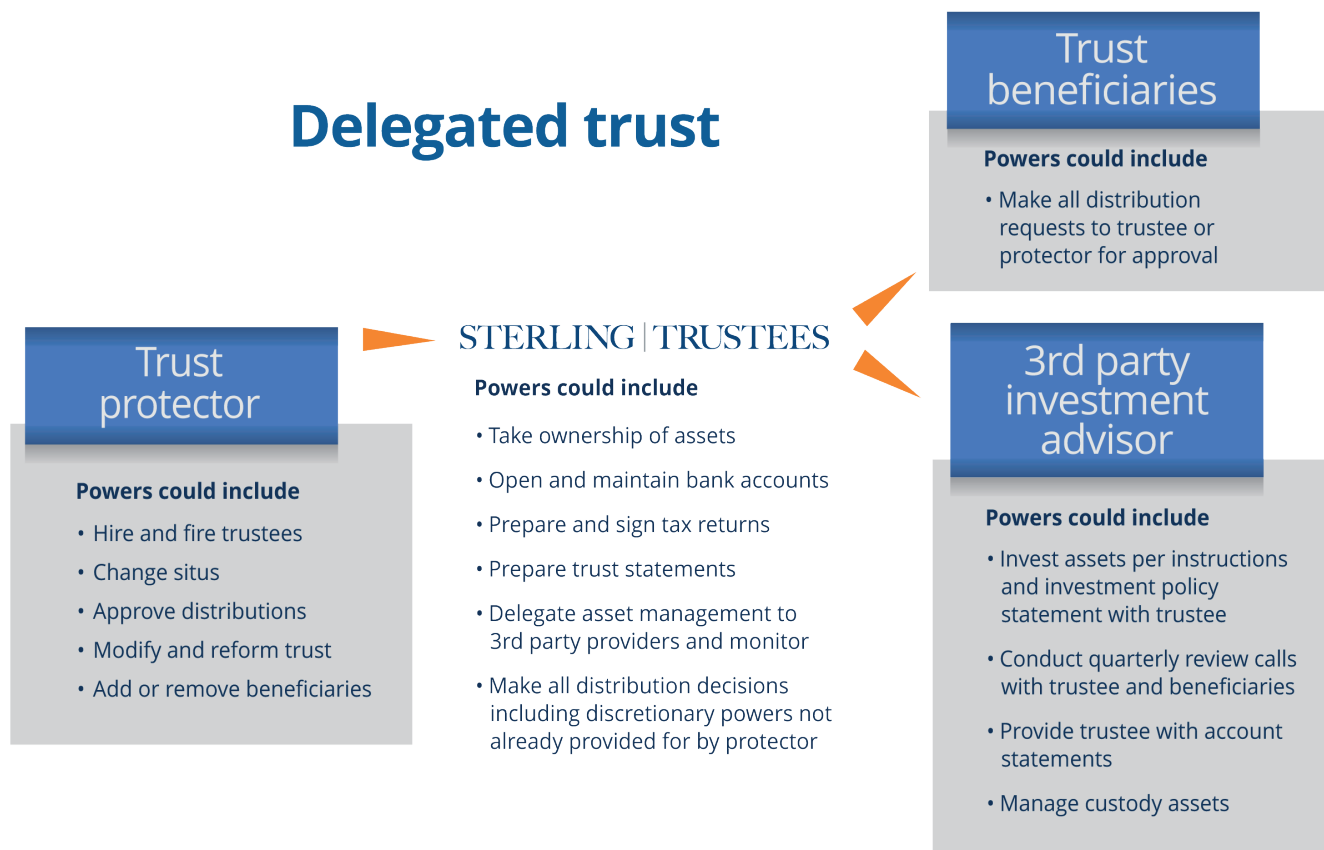 Delegated trust
Trust
protector
Powers could include
• Hire and fire trustees
• Change situs
• Approve distributions
• Modify and reform trust
• Add or remove beneficiaries
STERLING | TRUSTEES
Powers could include
• Take ownership of assets
• Open and maintain bank accounts
• Prepare and sign tax returns
• Prepare trust statements
• Delegate asset management to
3rd party providers and monitor
• Make all distribution decisions
including discretionary powers not
already provided for by protector
Trust
beneficiaries
Powers could include
• Make all distribution
requests to trustee or
protector for approval
3rd party
investment
advisor
Powers could include
• Invest assets per instructions
and investment policy
statement with trustee
• Conduct quarterly review calls
with trustee and beneficiaries
• Provide trustee with account
statements
• Manage custody assets